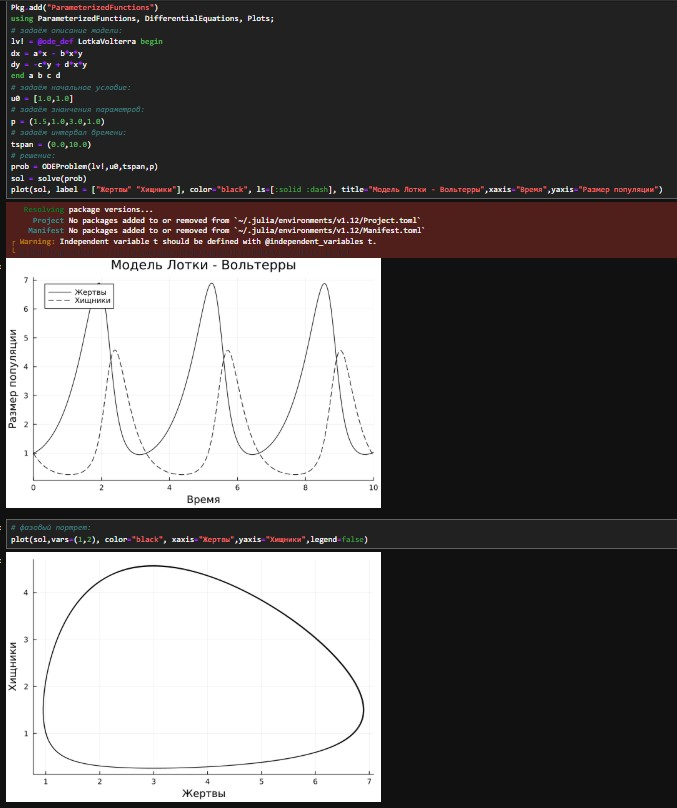 Pkg.add("ParameterizedFunctions")
using ParameterizedFunctions, DifferentialEquations, Plots;
# задаём описание модели:
lv! = @ode_def LotkaVolterra begin
dx = a*x - b*x*y
dy = -c*y + d*x*y
end a b c d
# задаём начальное условие:
u0 = [1.0,1.0]
# задаём знанчения параметров:
p = (1.5,1.0,3.0,1.0)
# задаём интервал времени:
tspan = (0.0,10.0)
# решение:
prob = ODEProblem(lv!,u0,tspan,p)
sol = solve(prob)
plot(sol, label = ["Жертвы" "Хищники"], color="black", ls=[:solid :dash], title="Модель Лотки - Вольтерры",xaxis="Время",yaxis="Размер популяции")
Resolving package versions...
Project No packages added to or removed from `~/.julia/environments/v1.12/Project.toml`
Manifest No packages added to or removed from `~/.julia/environments/v1.12/Manifest.toml`
┌ Warning: Independent variable t should be defined with @independent_variables t.
└
Модель Лотки - Вольтерры
Жертвы
Хищники
Размер популяции
7
6
5
4
3
2
1
0 2 4 6 8 10
Время
# фазовый портрет:
plot(sol,vars=(1,2), color="black", xaxis="Жертвы",yaxis="Хищники",legend=false)
Хищники
4
3
2
1
1 2 3 4 5 6 7
Жертвы